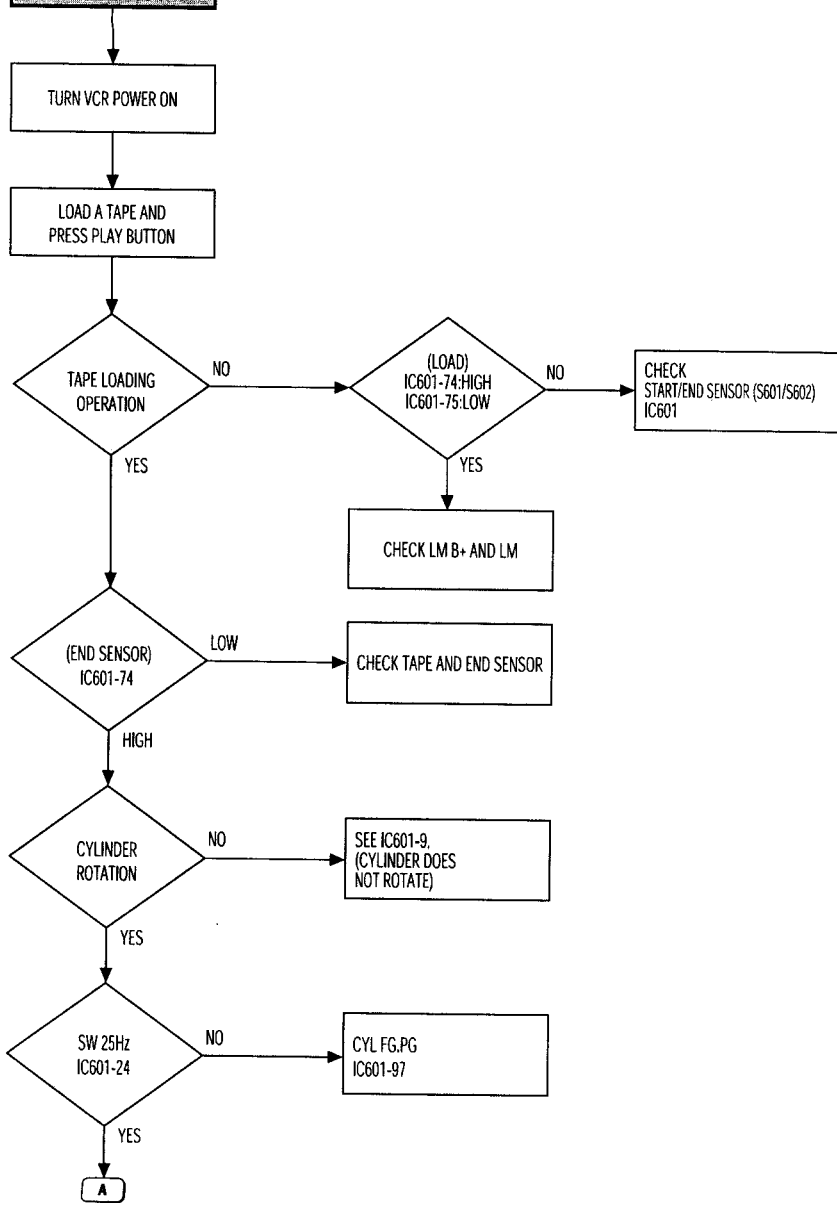 TURN VCR POWER ON
LOAD A TAPE AND
PRESS PLAY BUTTON
TAPE LOADING
OPERATION
NO
YES
(LOAD)
IC601-74:HIGH
IC601-75:LOW
NO
YES
CHECK
START/END SENSOR (S601/S602)
IC601
CHECK LM B+ AND LM
(END SENSOR)
IC601-74
LOW
HIGH
CHECK TAPE AND END SENSOR
CYLINDER
ROTATION
NO
YES
SEE IC601-9,
(CYLINDER DOES
NOT ROTATE)
SW 25Hz
IC601-24
NO
YES
CYL FG.PG
IC601-97
A